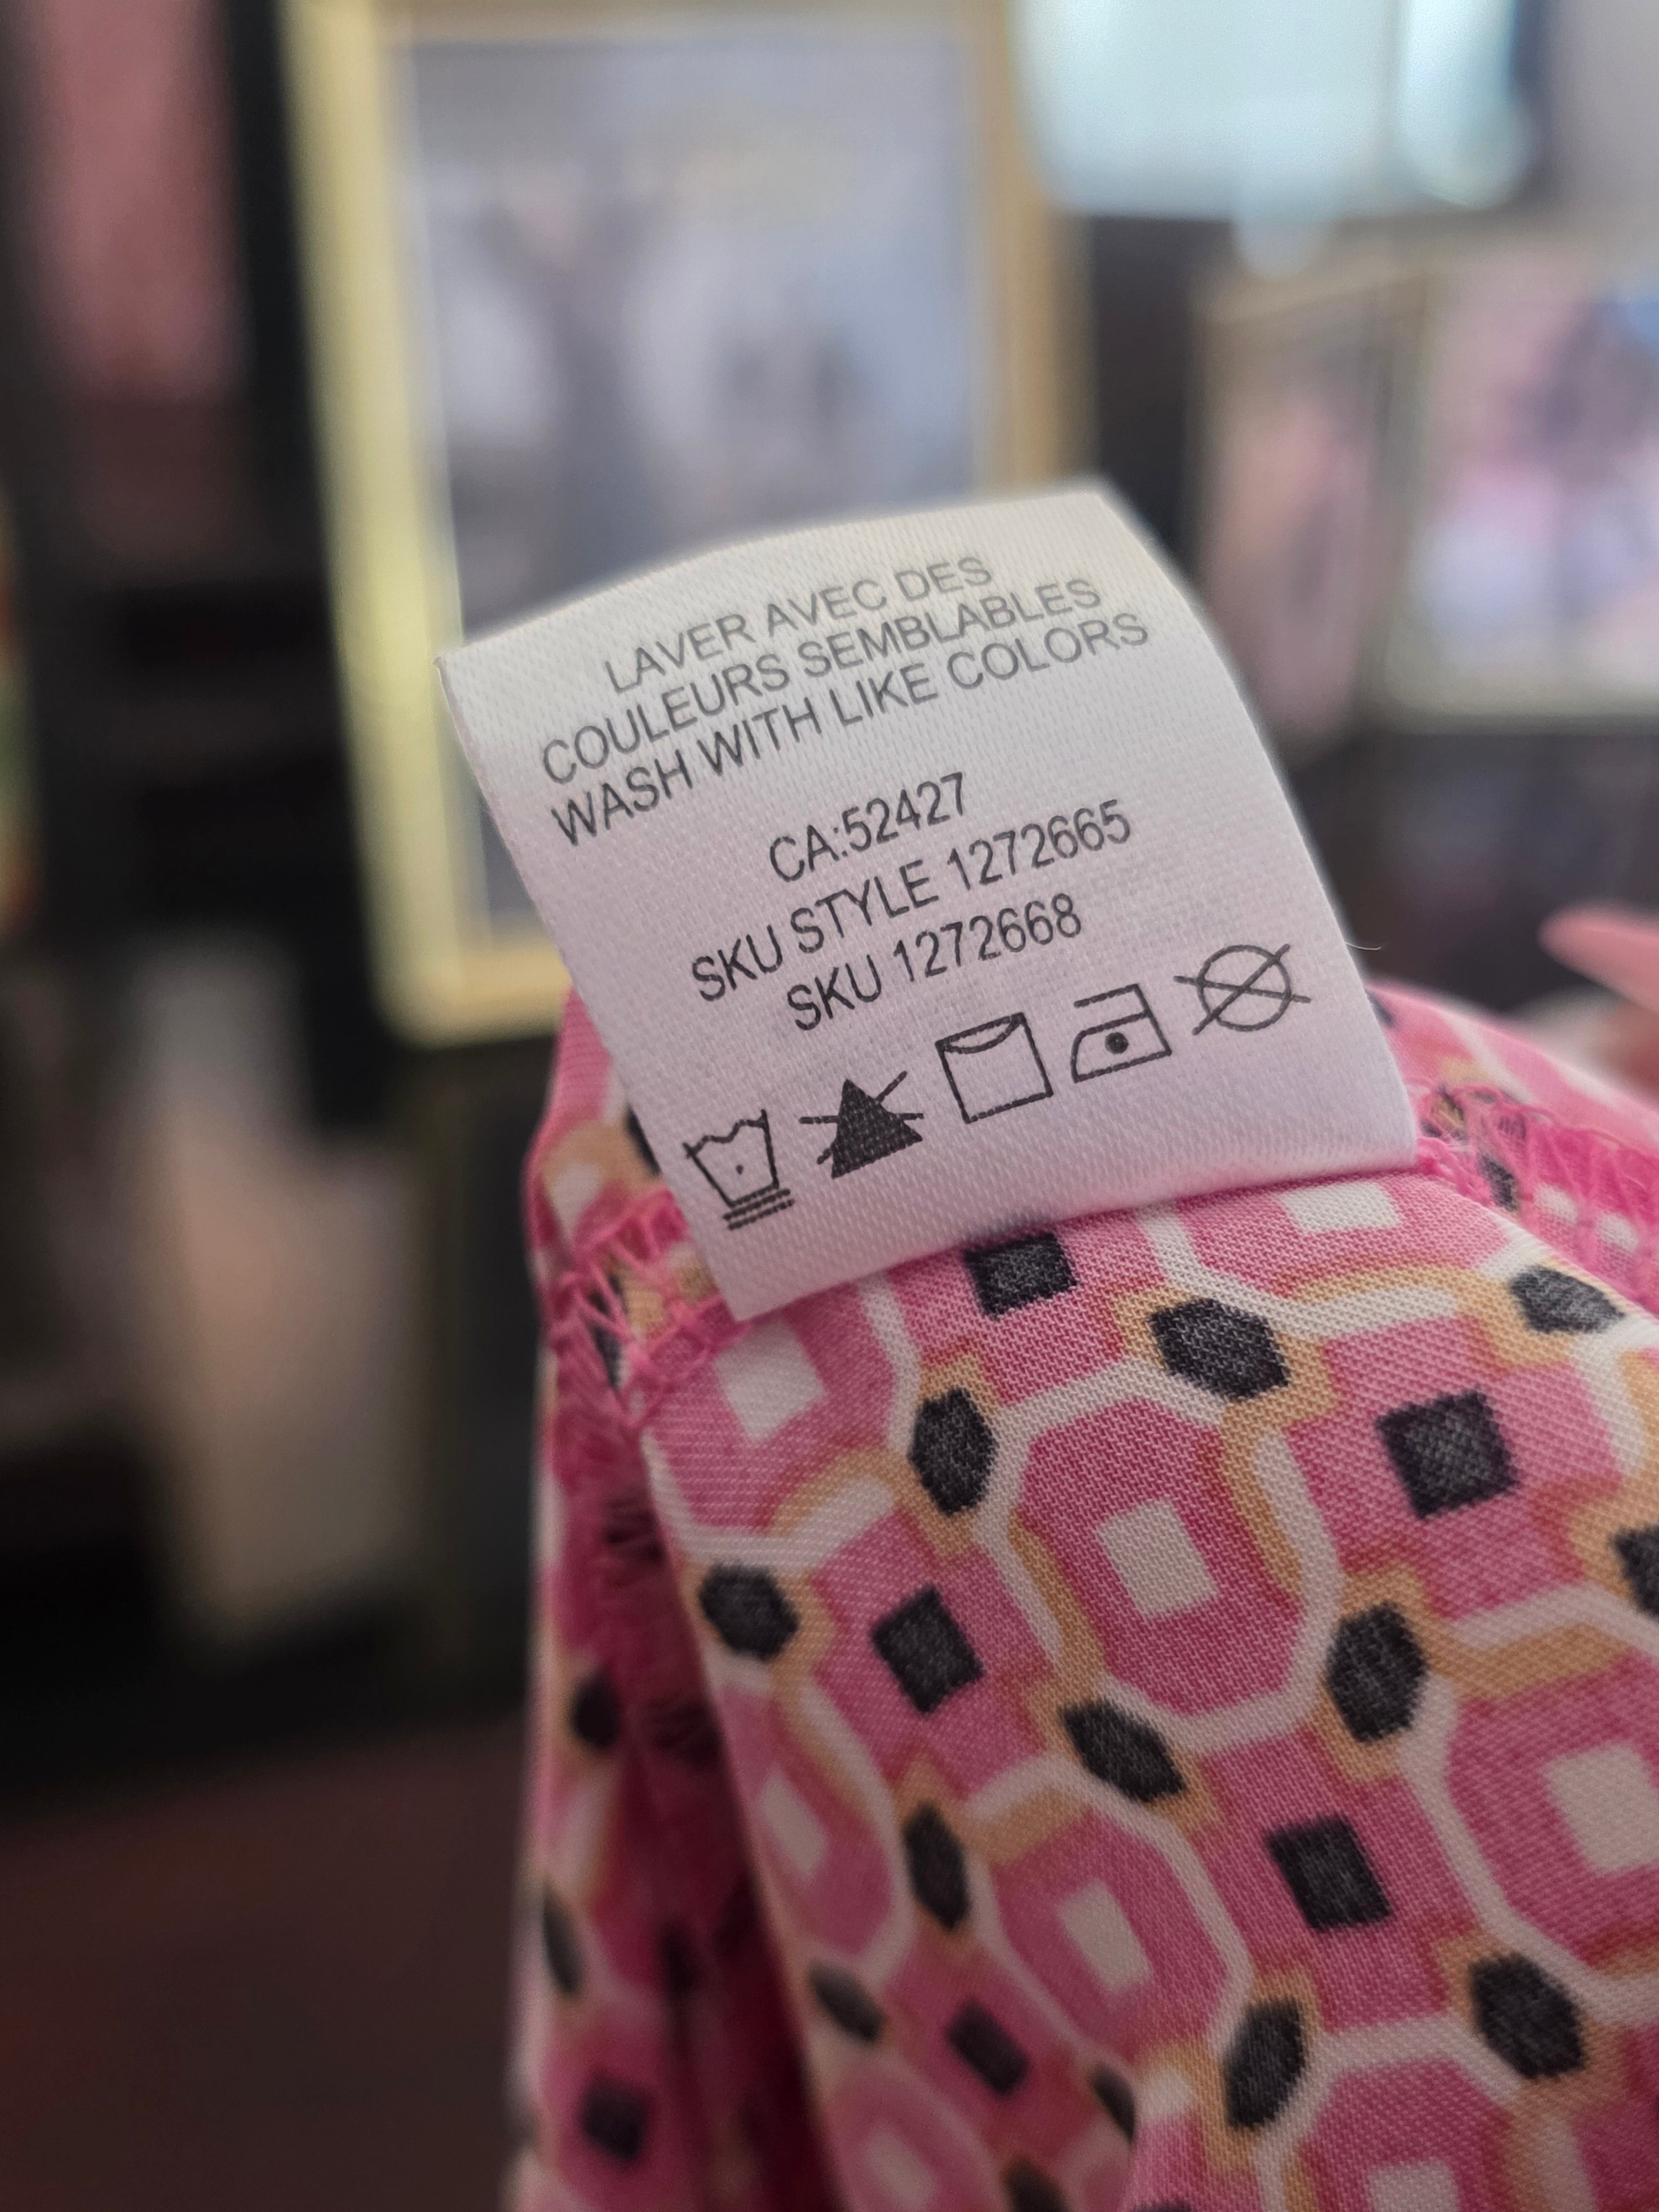 LAVER AVEC DES
COULEURS SEMBLABLES
WASH WITH LIKE COLORS
CA:52427
SKU STYLE 1272665
SKU 1272668